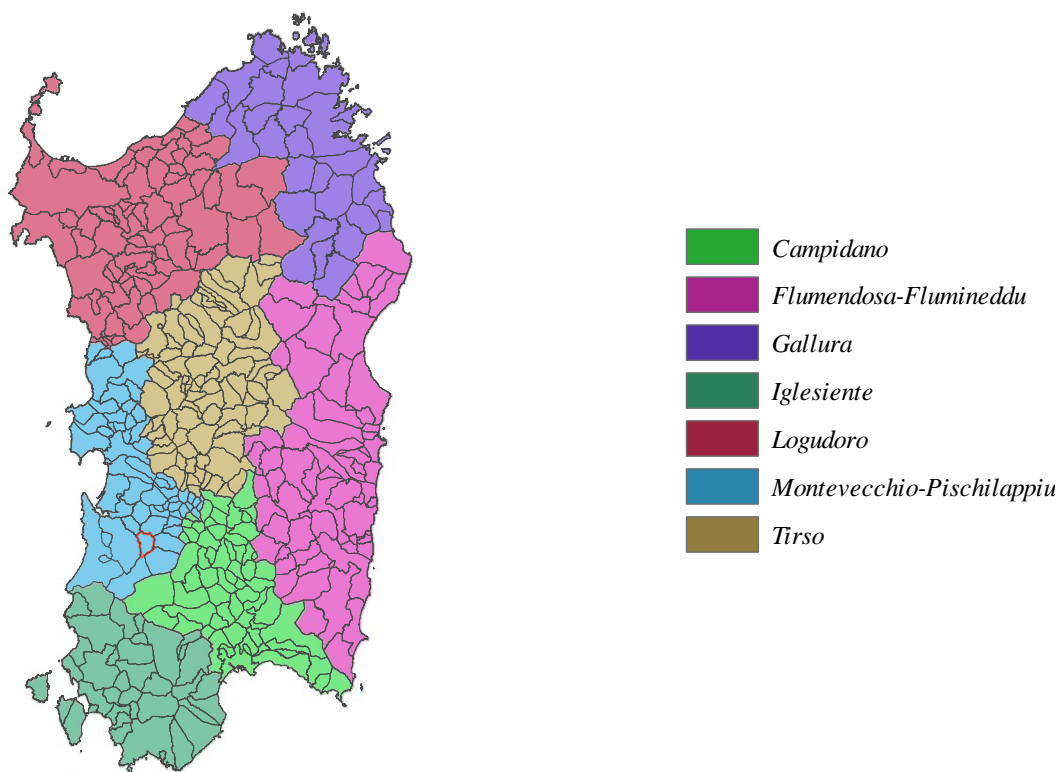 Campidano
Flumendosa-Flumineddu
Gallura
Iglesiente
Logudoro
Montevecchio-Pischilappiu
Tirso